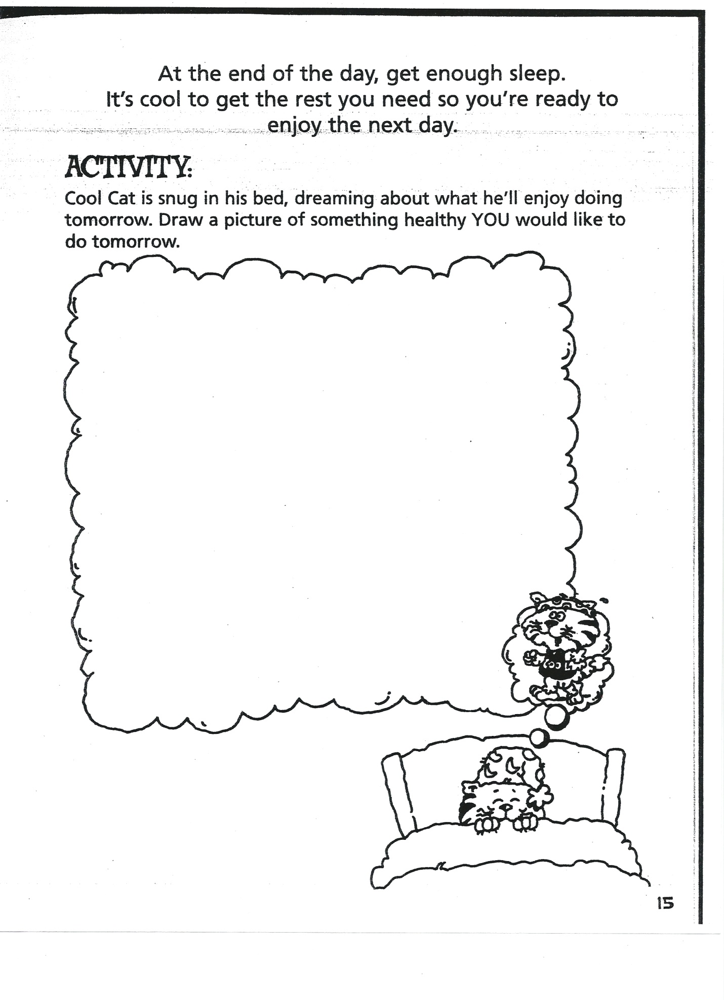 At the end of the day, get enough sleep.
It's cool to get the rest you need so you're ready to
enjoy the next day.
ACTIVITY:
Cool Cat is snug in his bed, dreaming about what he'll enjoy doing
tomorrow. Draw a picture of something healthy YOU would like to
do tomorrow.
15